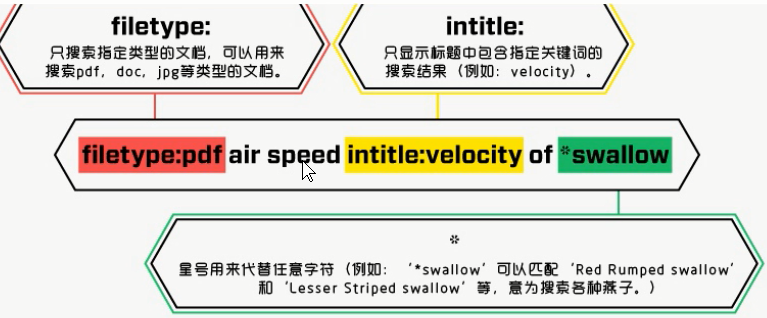 filetype:
只搜索指定类型的文档，可以用来
搜索pdf，doc，jpg等类型的文档。
intitle:
只显示标题中包含指定关键词的
搜索结果（例如：velocity）。
filetype:pdf air speed intitle:velocity of *swallow
*
星号用来代替任意字符（例如：‘*swallow’可以匹配‘Red Rumped swallow’
和‘Lesser Striped swallow’等，意为搜索各种燕子。）